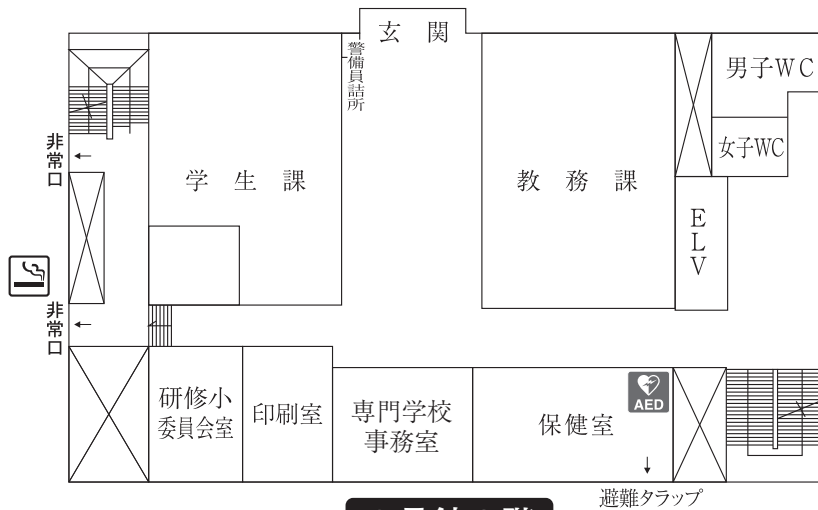 玄関
警備員詰所
男子WC
女子WC
非常口
学生課
教務課
ELV
非常口
研修小
委員会室
印刷室
専門学校
事務室
保健室
AED
避難タラップ